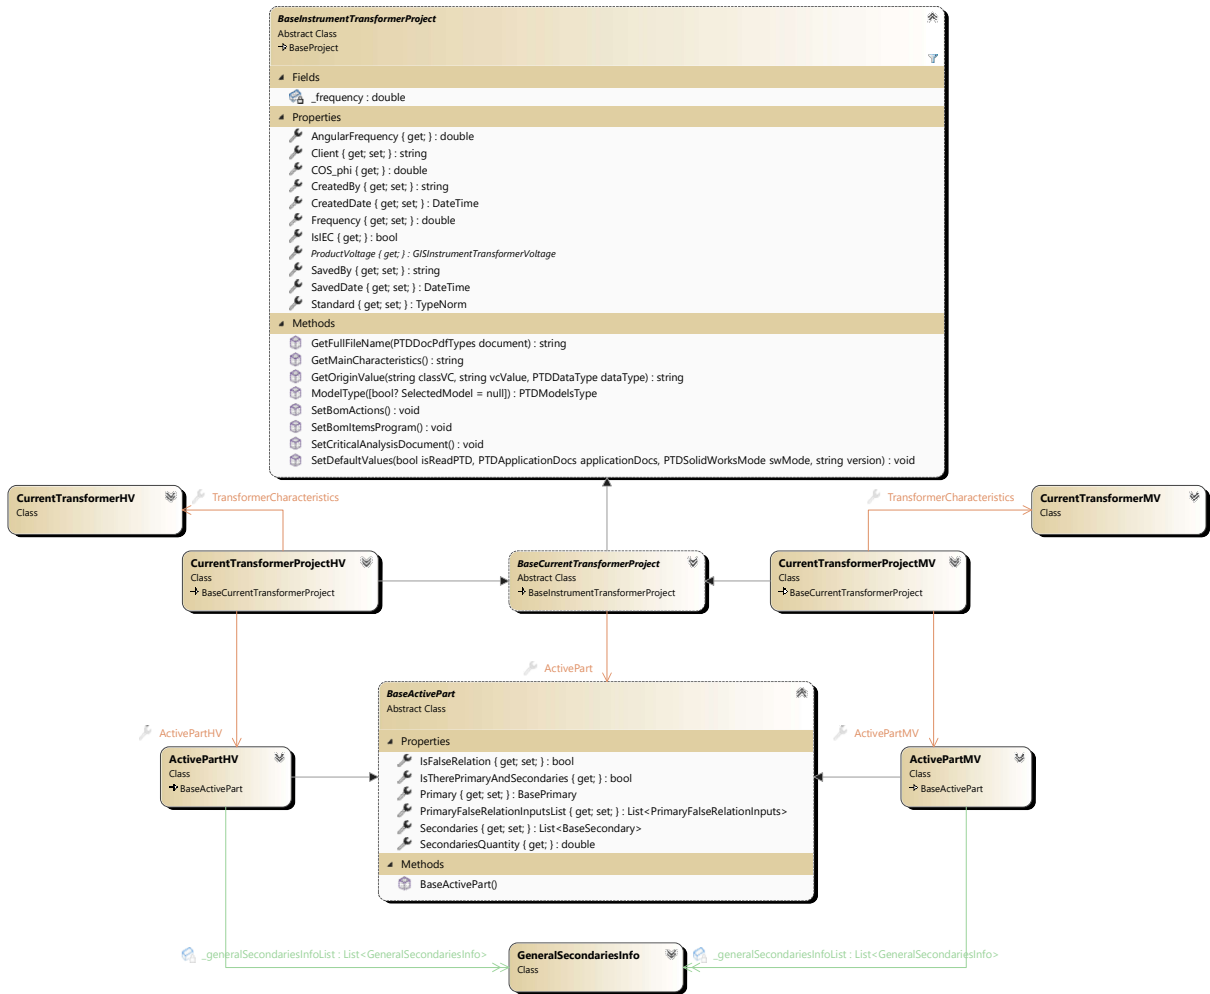 BaseInstrumentTransformerProject
Abstract Class
BaseProject
Fields
_frequency : double
Properties
AngularFrequency { get; } : double
Client { get; set; } : string
COS_phi { get; } : double
CreatedBy { get; set; } : string
CreatedDate { get; set; } : DateTime
Frequency { get; set; } : double
IsIEC { get; } : bool
ProductVoltage { get; } : GISInstrumentTransformerVoltage
SavedBy { get; set; } : string
SavedDate { get; set; } : DateTime
Standard { get; set; } : TypeNorm
Methods
GetFullFileName(PTDDocPdfTypes document) : string
GetMainCharacteristics() : string
GetOriginValue(string classVC, string vcValue, PTDDataType dataType) : string
ModelType([bool? SelectedModel = null]) : PTDModelsType
SetBomActions() : void
SetBomItemsProgram() : void
SetCriticalAnalysisDocument() : void
SetDefaultValues(bool isReadPTD, PTDApplicationDocs applicationDocs, PTDSolidWorksMode swMode, string version) : void
CurrentTransformerHV
Class
TransformerCharacteristics
TransformerCharacteristics
CurrentTransformerMV
Class
CurrentTransformerProjectHV
Class
BaseCurrentTransformerProject
BaseCurrentTransformerProject
Abstract Class
BaseInstrumentTransformerProject
CurrentTransformerProjectMV
Class
BaseCurrentTransformerProject
ActivePart
ActivePartHV
ActivePartMV
BaseActivePart
Abstract Class
Properties
IsFalseRelation { get; set; } : bool
IsTherePrimaryAndSecondaries { get; } : bool
Primary { get; set; } : BasePrimary
PrimaryFalseRelationInputsList { get; set; } : List<PrimaryFalseRelationInputs>
Secondaries { get; set; } : List<BaseSecondary>
SecondariesQuantity { get; } : double
Methods
BaseActivePart()
ActivePartHV
Class
BaseActivePart
ActivePartMV
Class
BaseActivePart
_generalSecondariesInfoList : List<GeneralSecondariesInfo>
_generalSecondariesInfoList : List<GeneralSecondariesInfo>
GeneralSecondariesInfo
Class